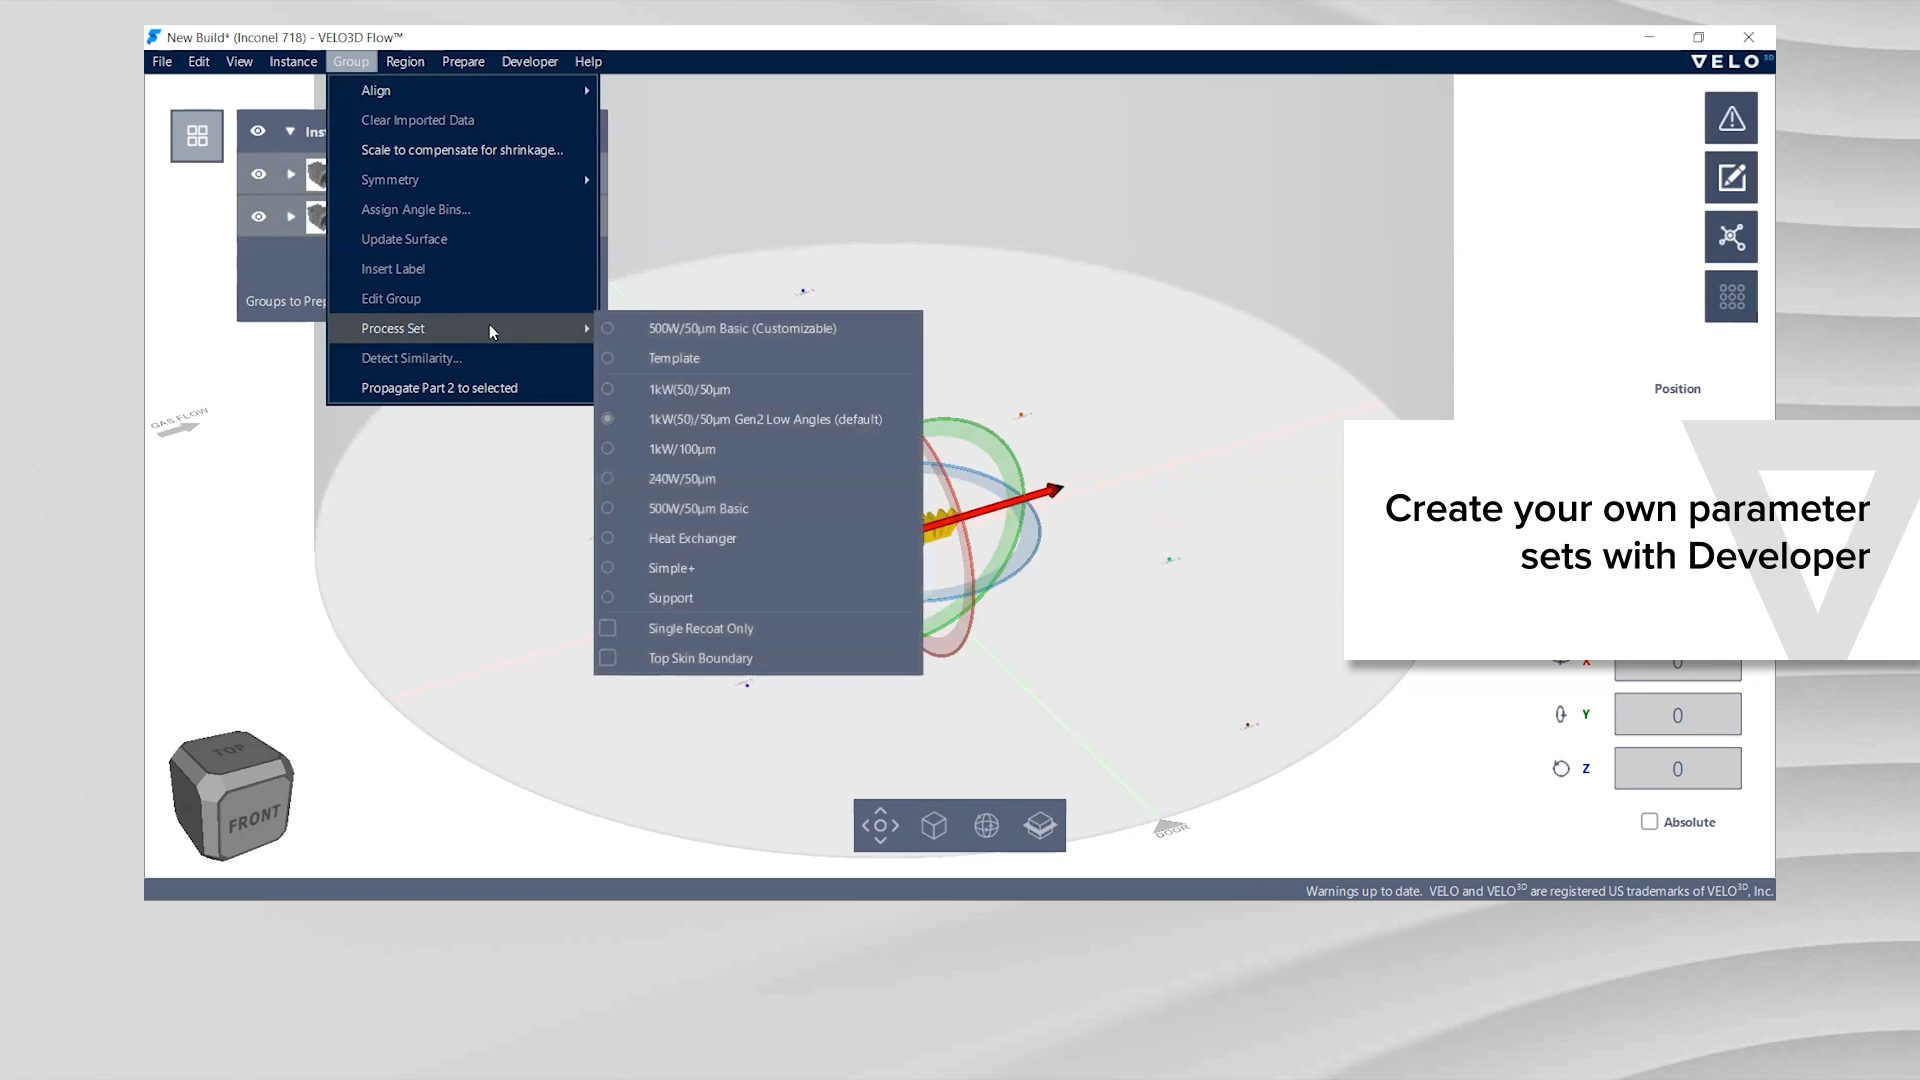 New Build* (Inconel 718) - VELO3D Flow™
File Edit View Instance Group Region Prepare Developer Help
VELO3D
Align
Clear Imported Data
Scale to compensate for shrinkage...
Symmetry
Assign Angle Bins...
Update Surface
Insert Label
Edit Group
Process Set
Detect Similarity...
Propagate Part 2 to selected
Ins
Groups to Prep
500W/50µm Basic (Customizable)
Template
1kW(50)/50µm
1kW(50)/50µm Gen2 Low Angles (default)
1kW/100µm
240W/50µm
500W/50µm Basic
Heat Exchanger
Simple+
Support
Single Recoat Only
Top Skin Boundary
GAS FLOW
Position
Create your own parameter
sets with Developer
X 0
Y 0
Z 0
Absolute
TOP
FRONT
DOOR
Warnings up to date. VELO and VELO3D are registered US trademarks of VELO3D, Inc.